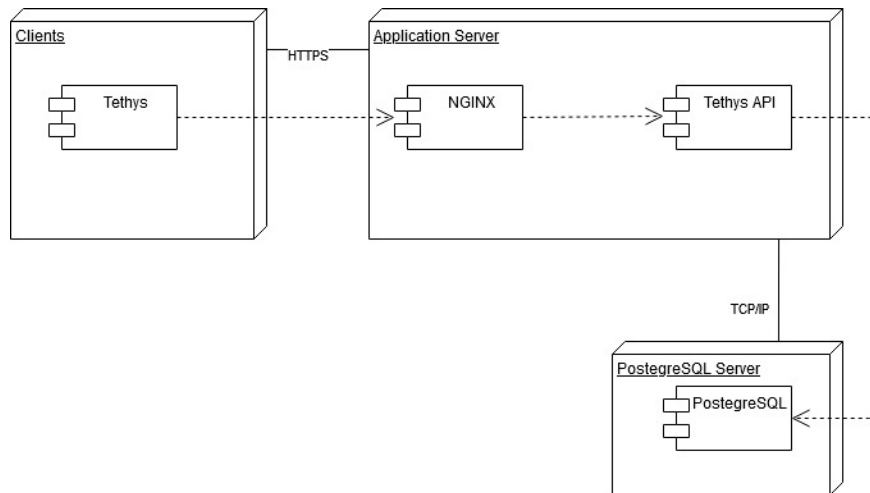 Clients
HTTPS
Application Server
Tethys
NGINX
Tethys API
TCP/IP
PostegreSQL Server
PostegreSQL